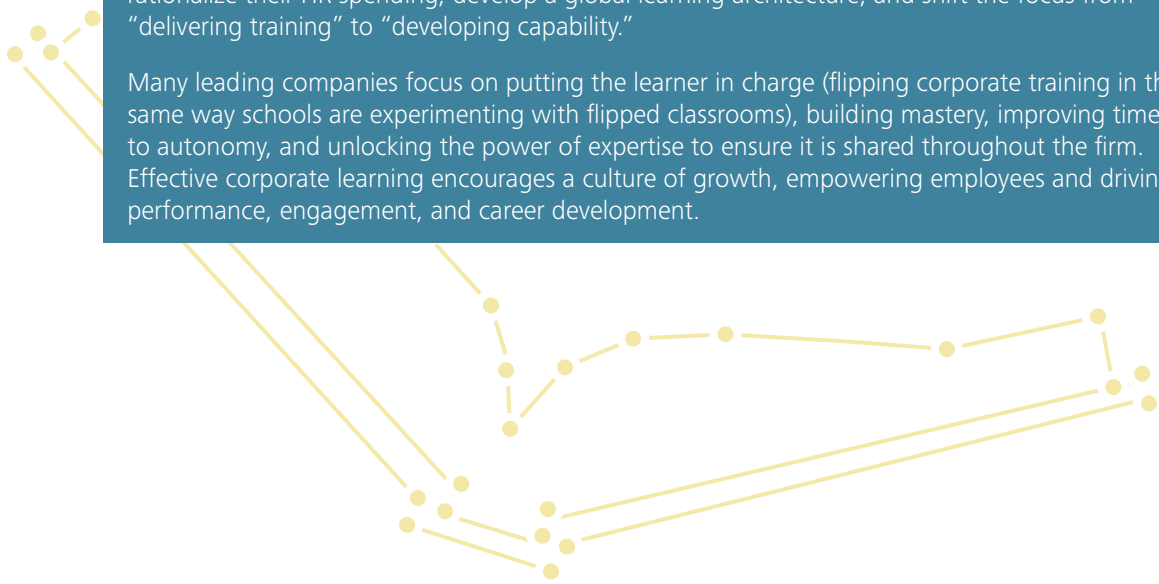 rationalize their HR spending, develop a global learning architecture, and shift the focus from
“delivering training” to “developing capability.”
Many leading companies focus on putting the learner in charge (flipping corporate training in th
same way schools are experimenting with flipped classrooms), building mastery, improving time
to autonomy, and unlocking the power of expertise to ensure it is shared throughout the firm.
Effective corporate learning encourages a culture of growth, empowering employees and drivin
performance, engagement, and career development.